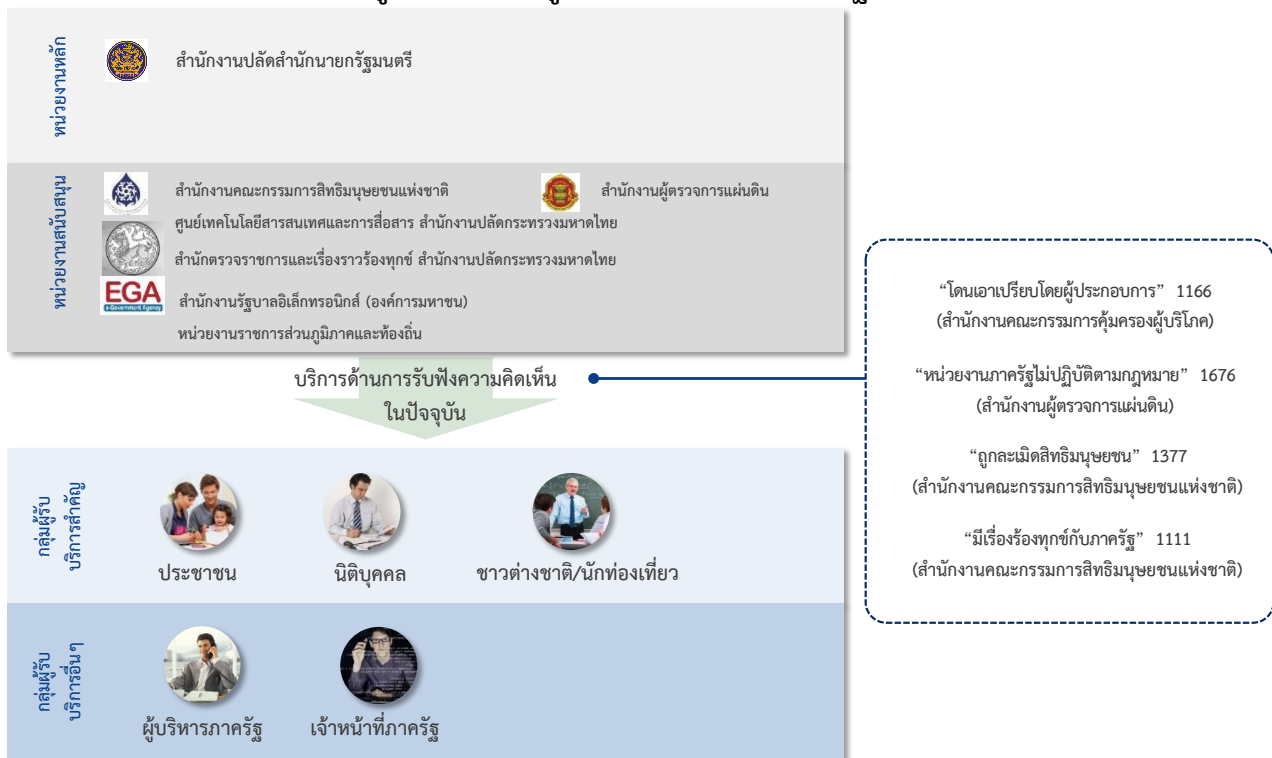 หน่วยงานหลัก
สำนักงานปลัดสำนักนายกรัฐมนตรี
หน่วยงานสนับสนุน
สำนักงานคณะกรรมการสิทธิมนุษยชนแห่งชาติ
สำนักงานผู้ตรวจการแผ่นดิน
ศูนย์เทคโนโลยีสารสนเทศและการสื่อสาร สำนักงานปลัดกระทรวงมหาดไทย
สำนักตรวจราชการและเรื่องราวร้องทุกข์ สำนักงานปลัดกระทรวงมหาดไทย
EGA
e-Government Agency
สำนักงานรัฐบาลอิเล็กทรอนิกส์ (องค์การมหาชน)
หน่วยงานราชการส่วนภูมิภาคและท้องถิ่น
บริการด้านการรับฟังความคิดเห็น
ในปัจจุบัน
“โดนเอาเปรียบโดยผู้ประกอบการ” 1166
(สำนักงานคณะกรรมการคุ้มครองผู้บริโภค)
“หน่วยงานภาครัฐไม่ปฏิบัติตามกฎหมาย” 1676
(สำนักงานผู้ตรวจการแผ่นดิน)
“ถูกละเมิดสิทธิมนุษยชน” 1377
(สำนักงานคณะกรรมการสิทธิมนุษยชนแห่งชาติ)
“มีเรื่องร้องทุกข์กับภาครัฐ” 1111
(สำนักงานคณะกรรมการสิทธิมนุษยชนแห่งชาติ)
กลุ่มผู้รับ
บริการสำคัญ
ประชาชน
นิติบุคคล
ชาวต่างชาติ/นักท่องเที่ยว
กลุ่มผู้รับ
บริการอื่นๆ
ผู้บริหารภาครัฐ
เจ้าหน้าที่ภาครัฐ